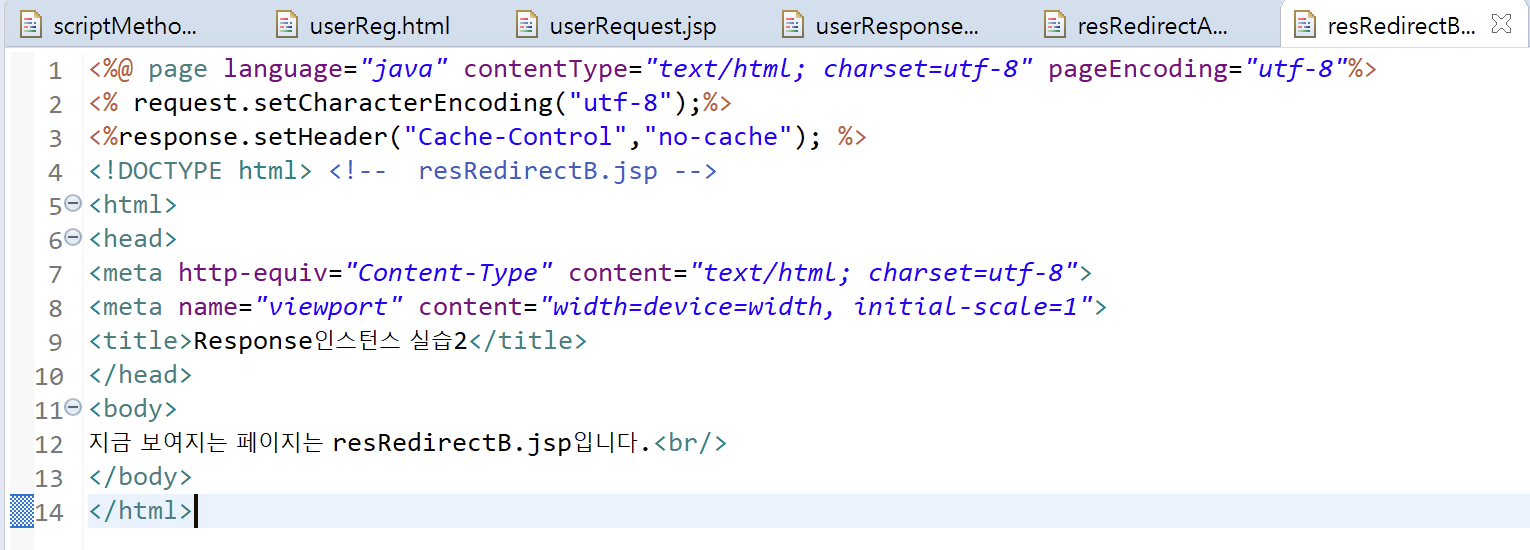 scriptMetho... userReg.html userRequest.jsp userResponse... resRedirectA... resRedirectB...
1 <%@ page language="java" contentType="text/html; charset=utf-8" pageEncoding="utf-8"%>
2 <% request.setCharacterEncoding("utf-8");%>
3 <%response.setHeader("Cache-Control","no-cache"); %>
4 <!DOCTYPE html> <!--  resRedirectB.jsp -->
5 <html>
6 <head>
7 <meta http-equiv="Content-Type" content="text/html; charset=utf-8">
8 <meta name="viewport" content="width=device=width, initial-scale=1">
9 <title>Response인스턴스 실습2</title>
10 </head>
11 <body>
12 지금 보여지는 페이지는 resRedirectB.jsp입니다.<br/>
13 </body>
14 </html>